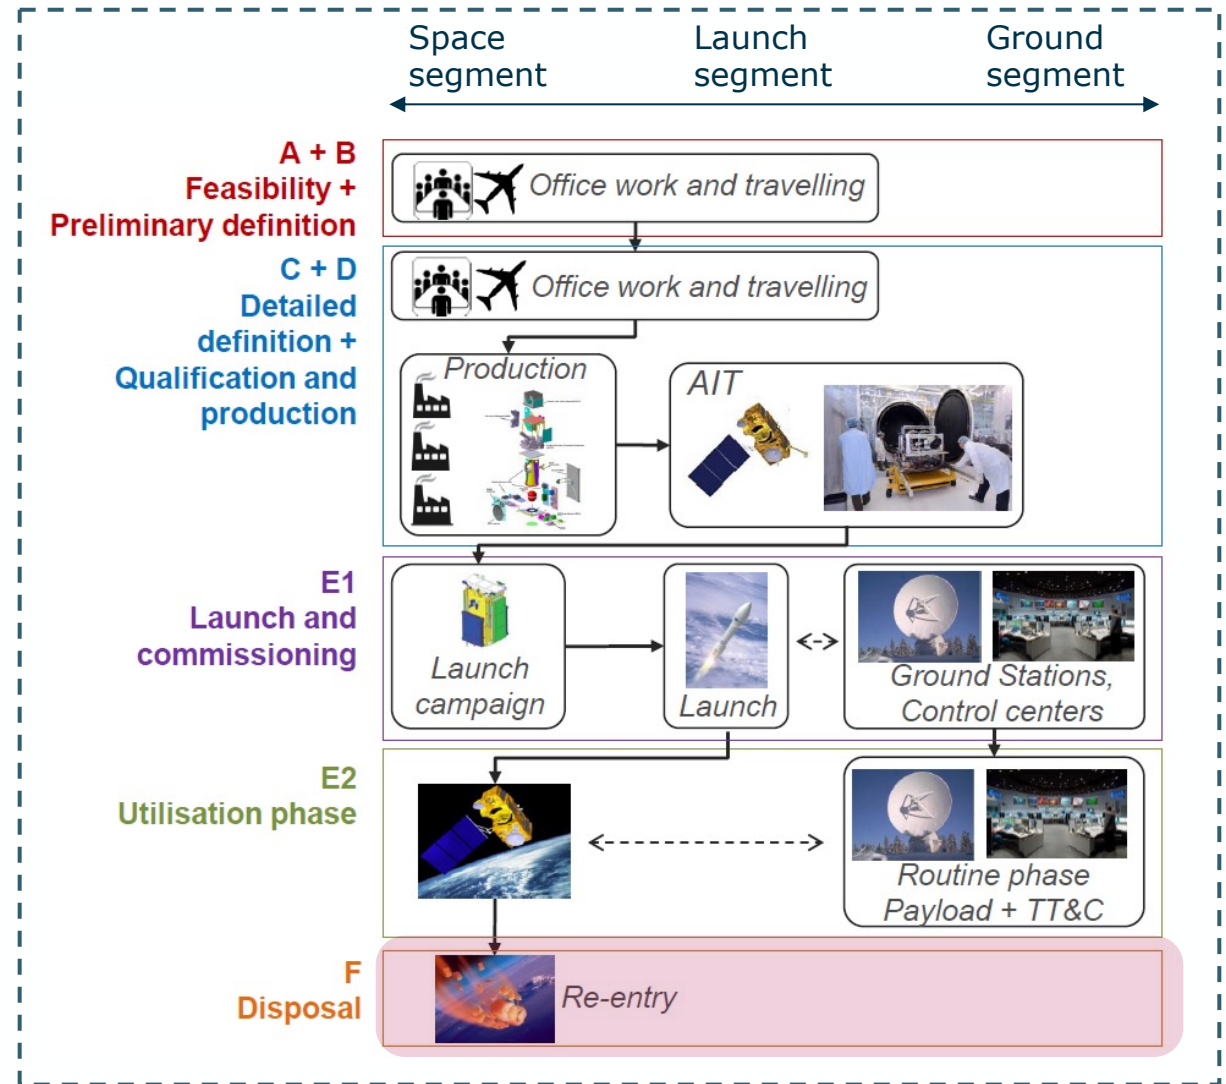 Space
segment
Launch
segment
Ground
segment
A + B
Feasibility +
Preliminary definition
Office work and travelling
C + D
Detailed
definition +
Qualification and
production
Office work and travelling
Production
AIT
E1
Launch and
commissioning
Launch
campaign
Launch
Ground Stations,
Control centers
E2
Utilisation phase
Routine phase
Payload + TT&C
F
Disposal
Re-entry